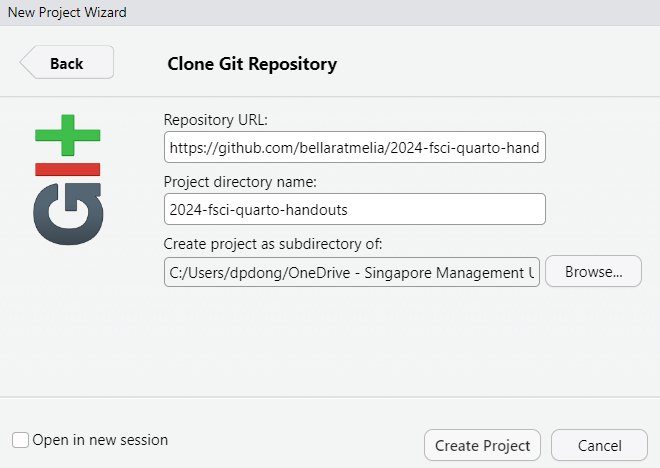 New Project Wizard
Back
Clone Git Repository
git
Repository URL:
https://github.com/bellaratmelia/2024-fsci-quarto-hand
Project directory name:
2024-fsci-quarto-handouts
Create project as subdirectory of:
C:/Users/dpdong/OneDrive - Singapore Management U
Browse...
Open in new session
Create Project
Cancel